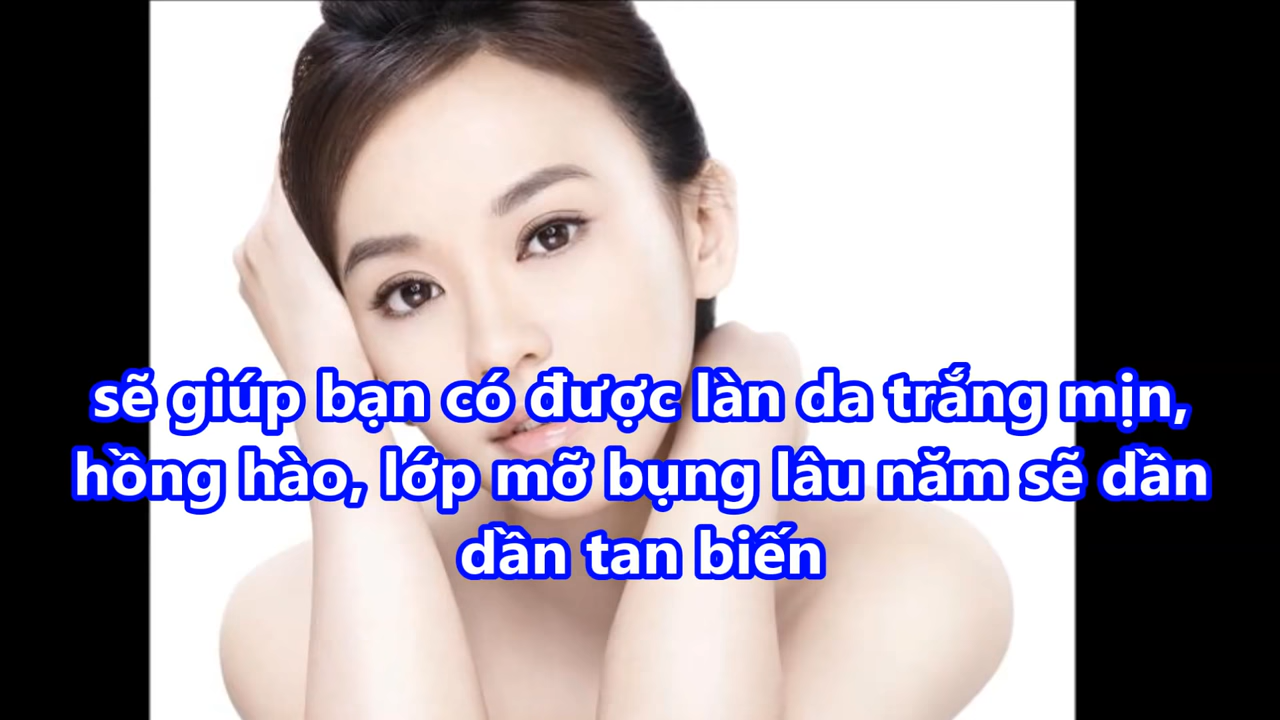 sẽ giúp bạn có được làn da trắng mịn,
hồng hào, lớp mỡ bụng lâu năm sẽ dần
dần tan biến